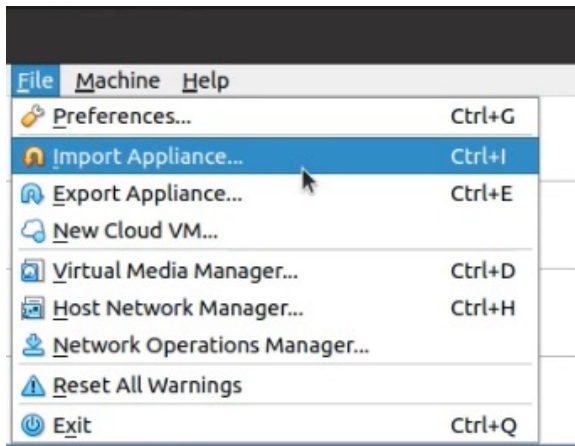 File Machine Help
Preferences... Ctrl+G
Import Appliance... Ctrl+I
Export Appliance... Ctrl+E
New Cloud VM...
Virtual Media Manager... Ctrl+D
Host Network Manager... Ctrl+H
Network Operations Manager...
Reset All Warnings
Exit Ctrl+Q